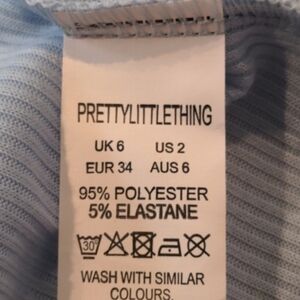 PRETTYLITTLETHING
UK 6 US 2
EUR 34 AUS 6
95% POLYESTER
5% ELASTANE
30
WASH WITH SIMILAR
COLOURS.